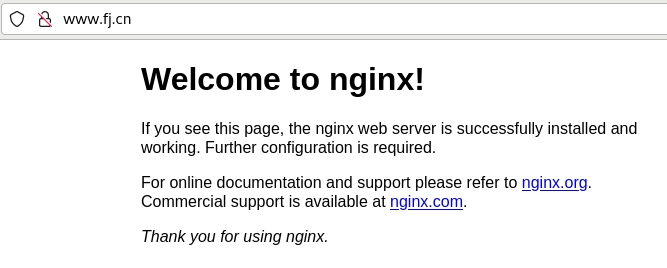 www.fj.cn
Welcome to nginx!
If you see this page, the nginx web server is successfully installed and
working. Further configuration is required.
For online documentation and support please refer to nginx.org.
Commercial support is available at nginx.com.
Thank you for using nginx.